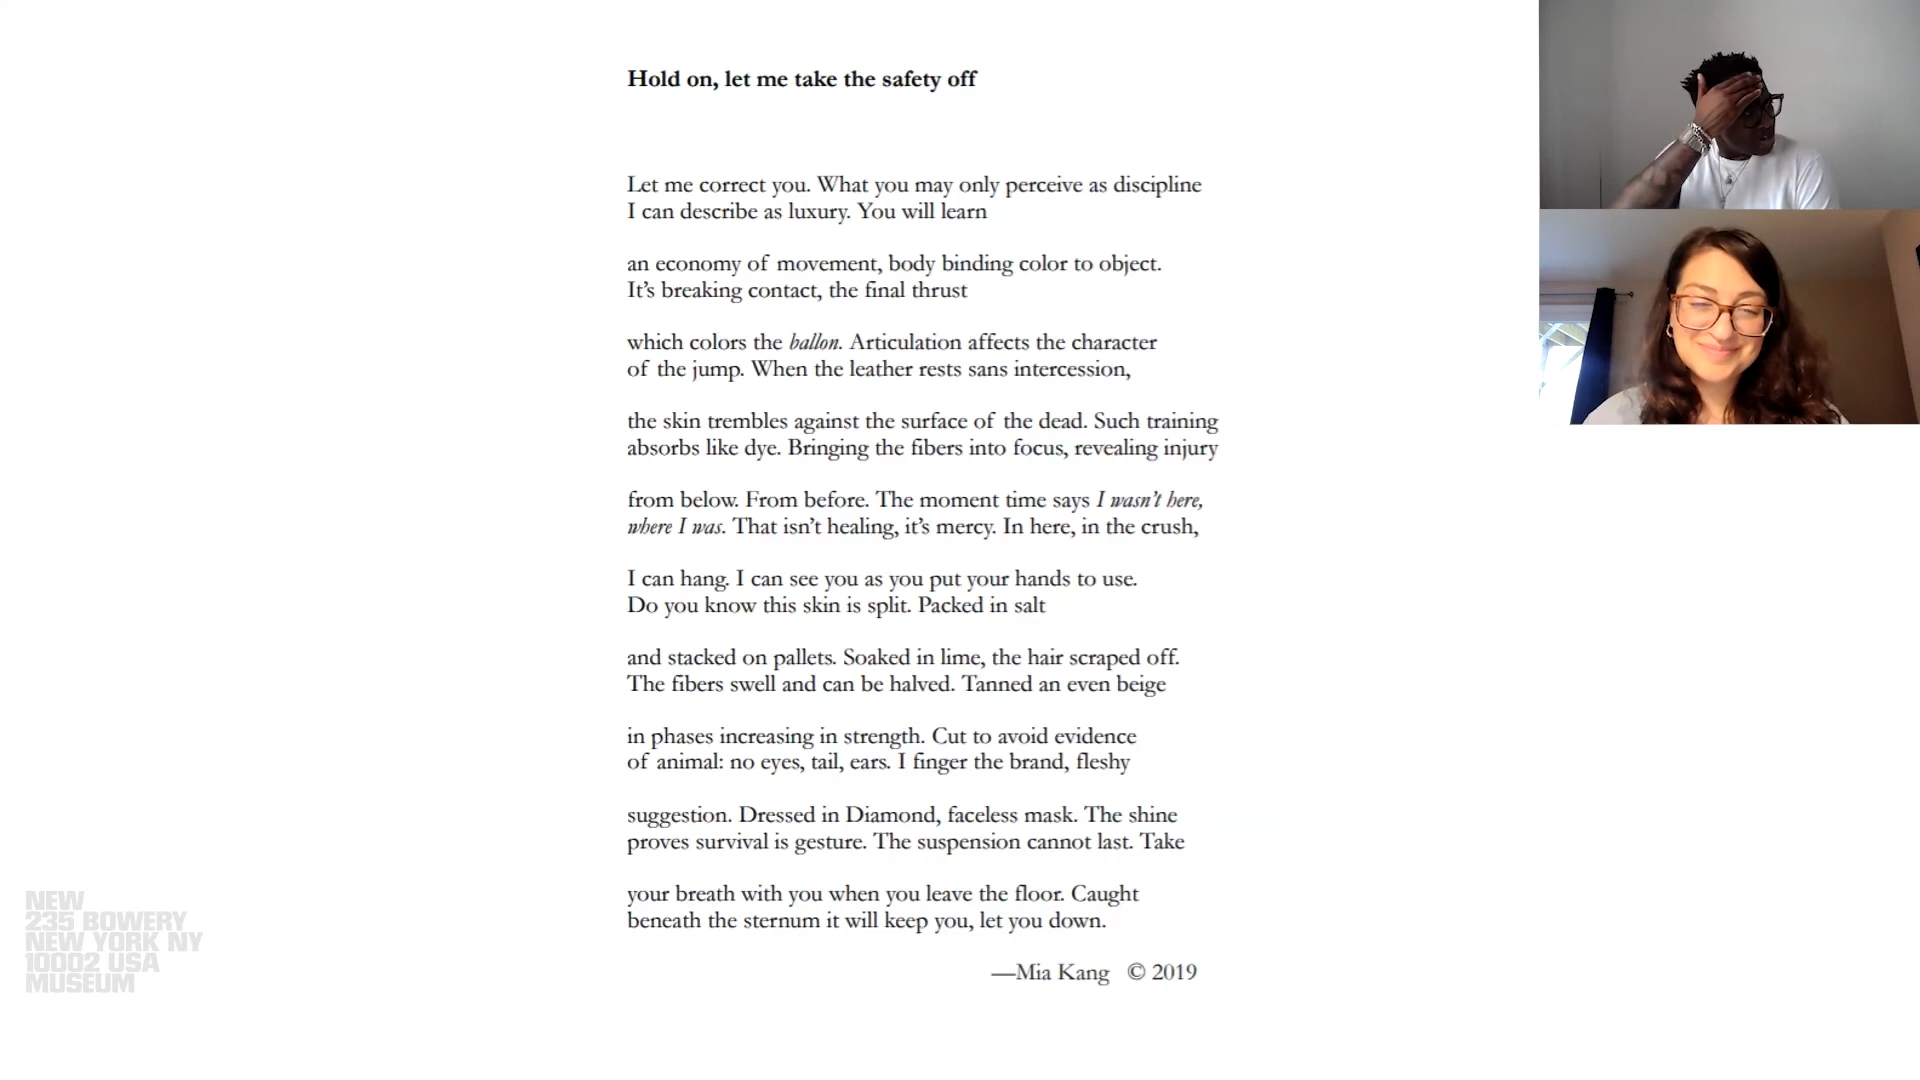 Hold on, let me take the safety off
Let me correct you. What you may only perceive as discipline
I can describe as luxury. You will learn
an economy of movement, body binding color to object.
It’s breaking contact, the final thrust
which colors the ballon. Articulation affects the character
of the jump. When the leather rests sans intercession,
the skin trembles against the surface of the dead. Such training
absorbs like dye. Bringing the fibers into focus, revealing injury
from below. From before. The moment time says I wasn’t here,
where I was. That isn’t healing, it’s mercy. In here, in the crush,
I can hang. I can see you as you put your hands to use.
Do you know this skin is split. Packed in salt
and stacked on pallets. Soaked in lime, the hair scraped off.
The fibers swell and can be halved. Tanned an even beige
in phases increasing in strength. Cut to avoid evidence
of animal: no eyes, tail, ears. I finger the brand, fleshy
suggestion. Dressed in Diamond, faceless mask. The shine
proves survival is gesture. The suspension cannot last. Take
your breath with you when you leave the floor. Caught
beneath the sternum it will keep you, let you down.
—Mia Kang © 2019
NEW
235 BOWERY
NEW YORK NY
10002 USA
MUSEUM